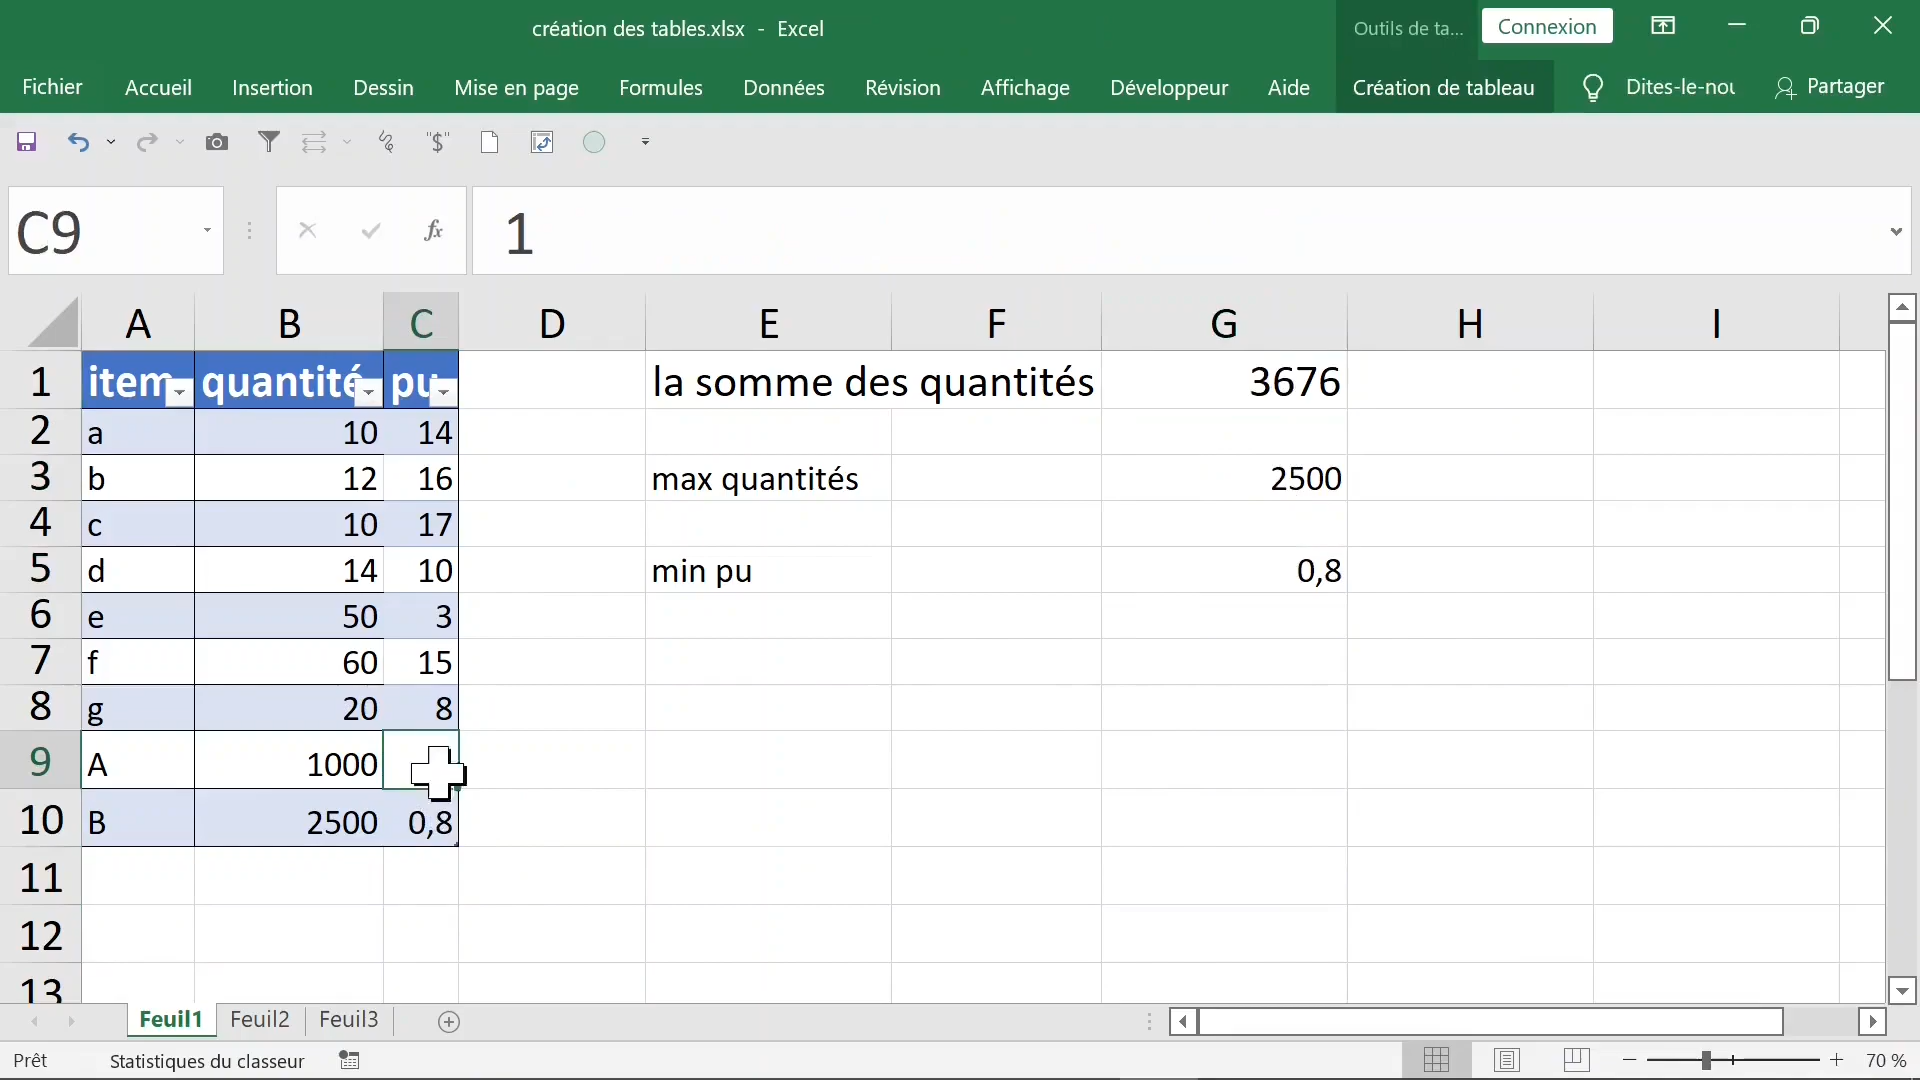 création des tables.xlsx - Excel
Outils de ta...
Connexion
Fichier Accueil Insertion Dessin Mise en page Formules Données Révision Affichage Développeur Aide Création de tableau Dites-le-nou Partager
"$"
C9 fx 1
A B C D E F G H I
1 item quantité pu la somme des quantités 3676
2 a 10 14
3 b 12 16 max quantités 2500
4 c 10 17
5 d 14 10 min pu 0,8
6 e 50 3
7 f 60 15
8 g 20 8
9 A 1000
10 B 2500 0,8
11
12
13
Feuil1 Feuil2 Feuil3
Prêt Statistiques du classeur 70 %